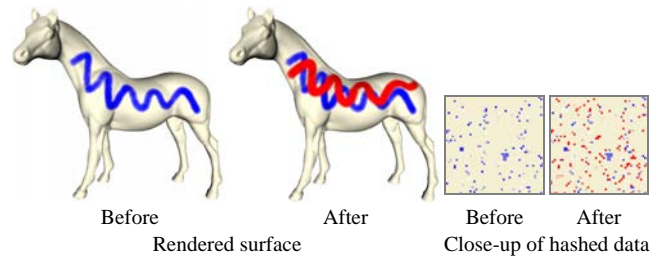 Before After Before After
Rendered surface Close-up of hashed data